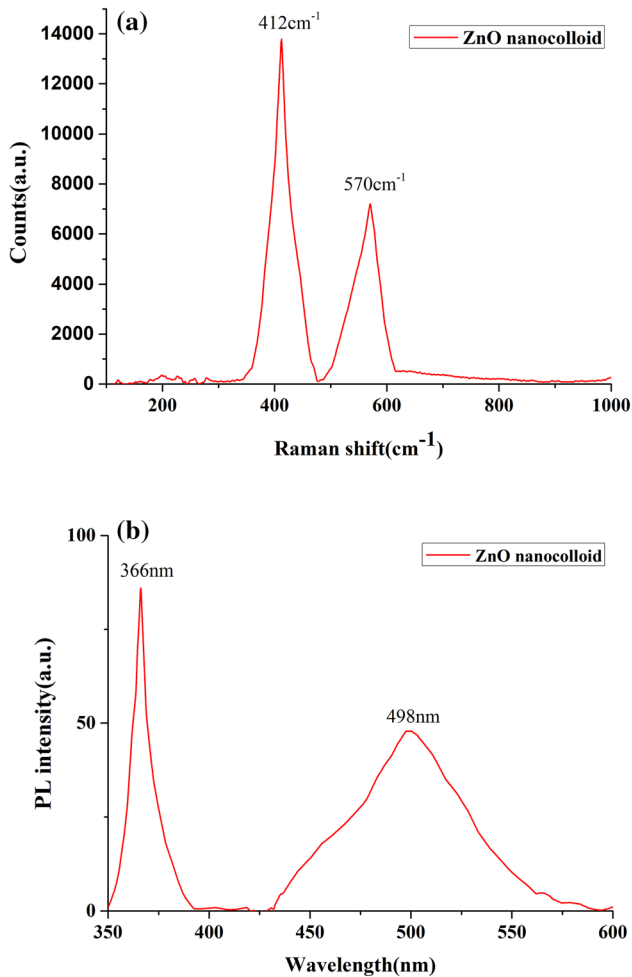 (a)
412cm-1
ZnO nanocolloid
570cm-1
14000
12000
10000
8000
6000
4000
2000
0
Counts(a.u.)
200
400
600
800
1000
Raman shift(cm-1)
(b)
366nm
ZnO nanocolloid
498nm
100
50
0
PL intensity(a.u.)
350
400
450
500
550
600
Wavelength(nm)